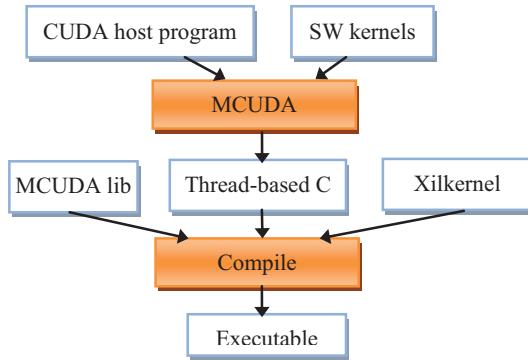 CUDA host program
SW kernels
MCUDA
MCUDA lib
Thread-based C
Xilkernel
Compile
Executable